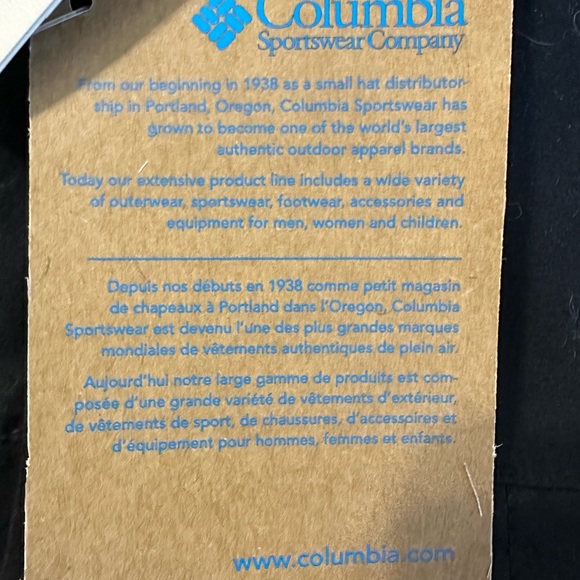 Columbia
Sportswear Company
From our beginning in 1938 as a small hat distributor-
ship in Portland, Oregon, Columbia Sportswear has
grown to become one of the world's largest
authentic outdoor apparel brands.
Today our extensive product line includes a wide variety
of outerwear, sportswear, footwear, accessories and
equipment for men, women and children.
Depuis nos débuts en 1938 comme petit magasin
de chapeaux à Portland dans l'Oregon, Columbia
Sportswear est devenu l'une des plus grandes marques
mondiales de vêtements authentiques de plein air.
Aujourd'hui notre large gamme de produits est com-
posée d'une grande variété de vêtements d'extérieur,
de vêtements de sport, de chaussures, d'accessoires et
d'équipement pour hommes, femmes et enfants.
www.columbia.com